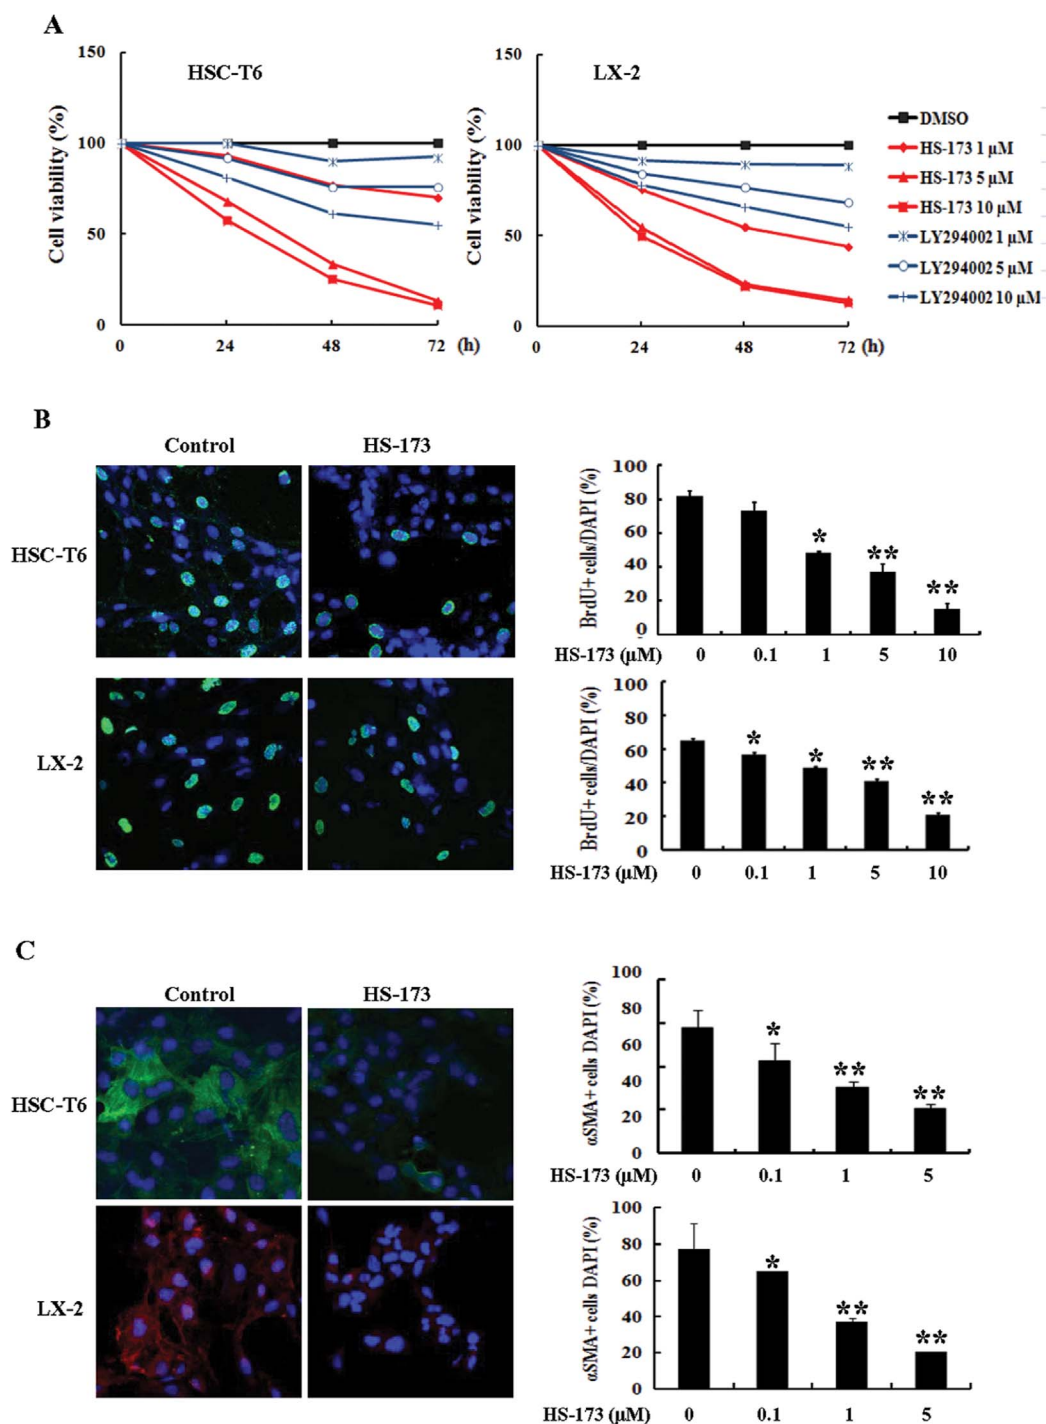 A
HSC-T6
LX-2
Cell viability (%)
150
100
50
0
0 24 48 72 (h)
Cell viability (%)
150
100
50
0
0 24 48 72 (h)
DMSO
HS-173 1 μM
HS-173 5 μM
HS-173 10 μM
LY294002 1 μM
LY294002 5 μM
LY294002 10 μM
B
Control HS-173
HSC-T6
LX-2
BrdU+ cells/DAPI (%)
100
80
60
40
20
0
* ** **
HS-173 (μM) 0 0.1 1 5 10
BrdU+ cells/DAPI (%)
100
80
60
40
20
0
* * ** **
HS-173 (μM) 0 0.1 1 5 10
C
Control HS-173
HSC-T6
LX-2
αSMA+ cells DAPI (%)
100
80
60
40
20
0
* ** **
HS-173 (μM) 0 0.1 1 5
αSMA+ cells DAPI (%)
100
80
60
40
20
0
* ** **
HS-173 (μM) 0 0.1 1 5